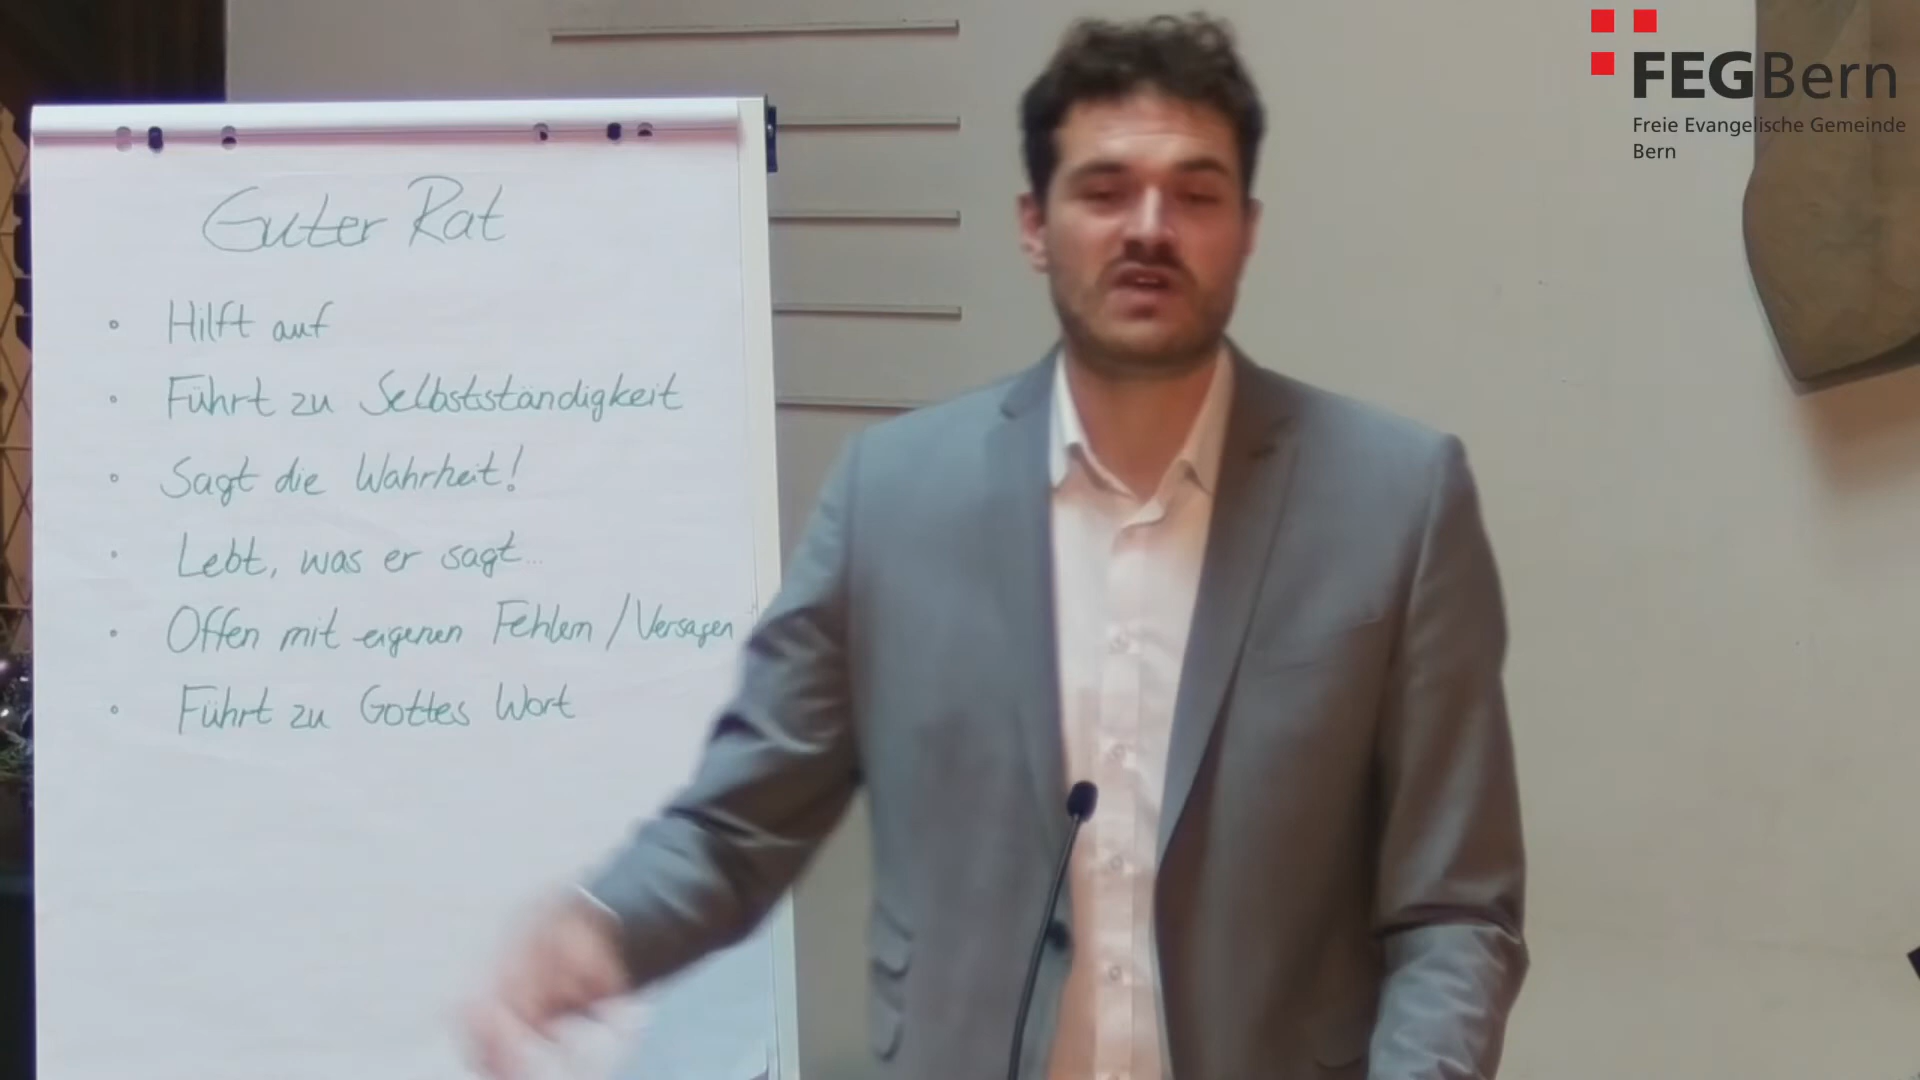 Guter Rat
◦ Hilft auf
◦ Führt zu Selbstständigkeit
◦ Sagt die Wahrheit!
◦ Lebt, was er sagt...
◦ Offen mit eigenen Fehlern / Versagen
◦ Führt zu Gottes Wort
FEGBern
Freie Evangelische Gemeinde
Bern